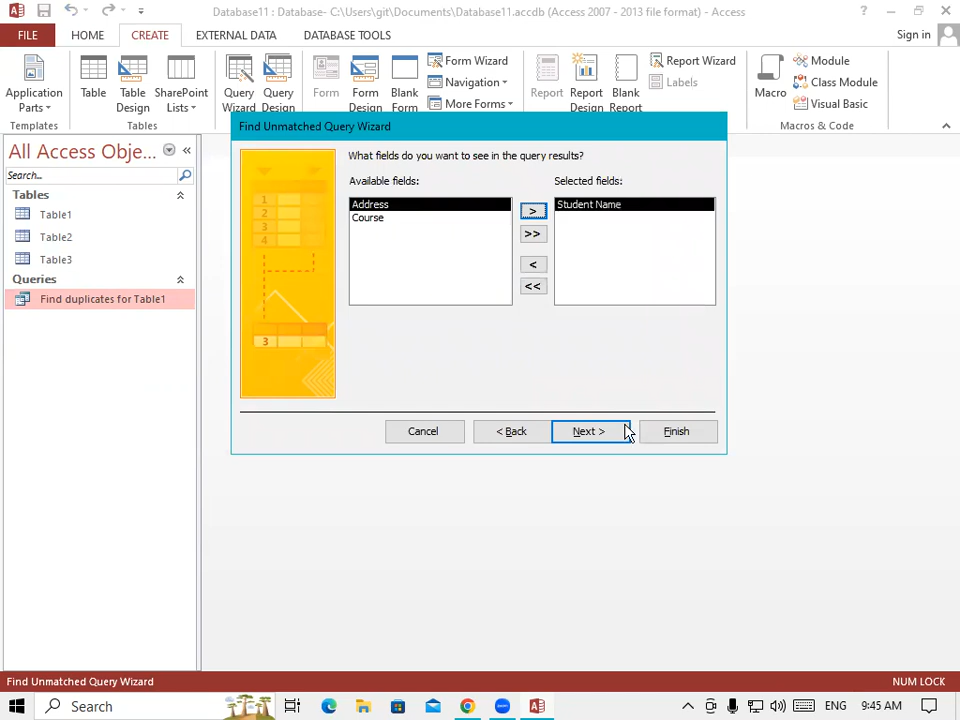 Database11 : Database- C:\Users\git\Documents\Database11.accdb (Access 2007 - 2013 file format) - Access
FILE HOME CREATE EXTERNAL DATA DATABASE TOOLS Sign in
Application Parts
Table
Table Design
SharePoint Lists
Query Wizard
Query Design
Form
Form Design
Blank Form
Form Wizard
Navigation
More Forms
Report
Report Design
Blank Report
Report Wizard
Labels
Macro
Module
Class Module
Visual Basic
Templates Tables Macros & Code
All Access Obje...
Search...
Tables
Table1
Table2
Table3
Queries
Find duplicates for Table1
Find Unmatched Query Wizard
1
2
3
4
3
What fields do you want to see in the query results?
Available fields: Selected fields:
Address
Course
>
>>
<
<<
Student Name
Cancel < Back Next > Finish
Find Unmatched Query Wizard NUM LOCK
Search ENG 9:45 AM